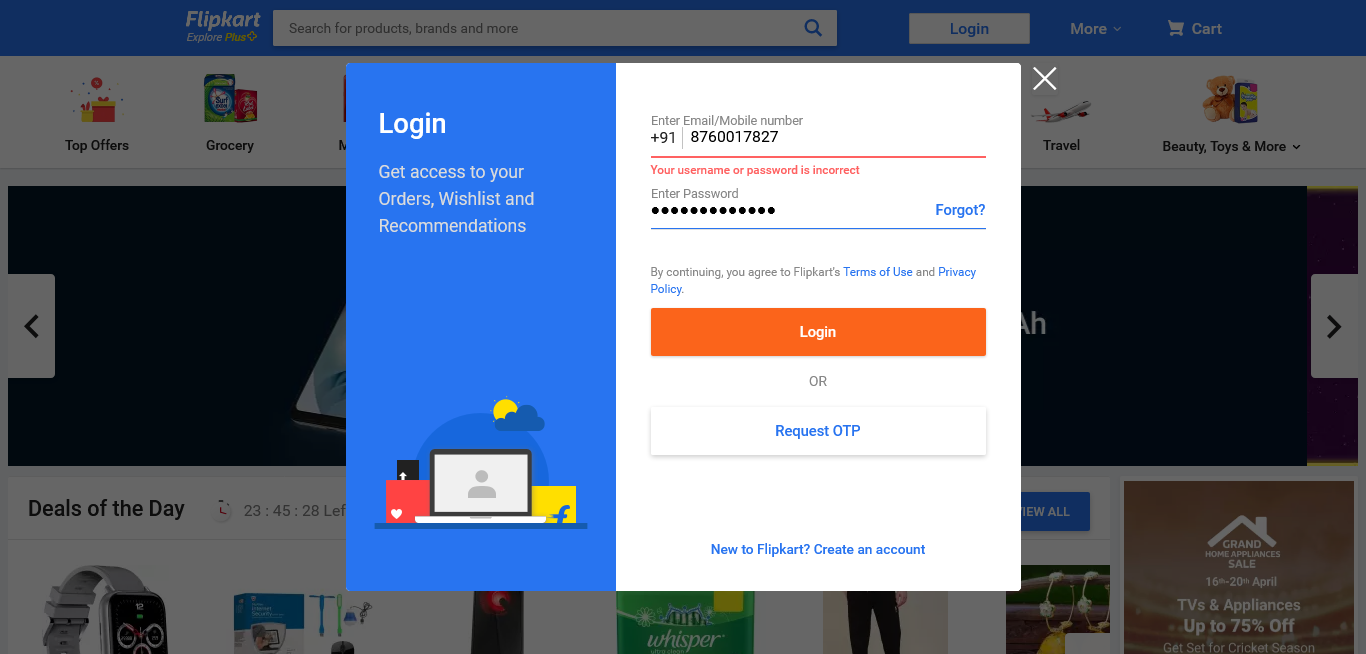 Flipkart
Explore Plus
Search for products, brands and more
Login
More
Cart
Top Offers
Grocery
Travel
Beauty, Toys & More
Login
Get access to your
Orders, Wishlist and
Recommendations
Enter Email/Mobile number
+91 8760017827
Your username or password is incorrect
Enter Password
Forgot?
By continuing, you agree to Flipkart's Terms of Use and Privacy
Policy.
Login
OR
Request OTP
New to Flipkart? Create an account
Ah
Deals of the Day
23 : 45 : 28 Lef
VIEW ALL
GRAND
HOME APPLIANCES
SALE
16th-20th April
TVs & Appliances
Up to 75% Off
Get Set for Cricket Season
whisper
ultra clean